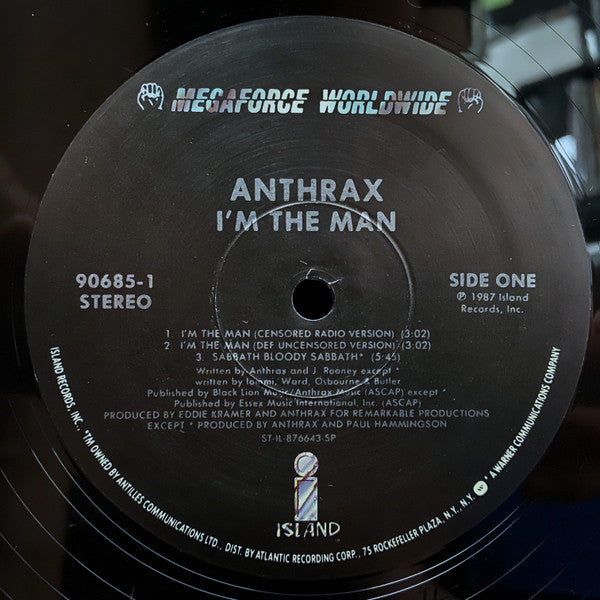 MEGAFORCE WORLDWIDE
ANTHRAX
I'M THE MAN
90685-1
STEREO
SIDE ONE
℗ 1987 Island
Records, Inc.
1. I'M THE MAN (CENSORED RADIO VERSION) (3:02)
2. I'M THE MAN (DEF UNCENSORED VERSION) (3:02)
3. SABBATH BLOODY SABBATH* (5:45)
Written by Anthrax and J. Rooney except *
written by Iommi, Ward, Osbourne & Butler
Published by Black Lion Music/Anthrax Music (ASCAP) except *
Published by Essex Music International, Inc. (ASCAP)
PRODUCED BY EDDIE KRAMER AND ANTHRAX FOR REMARKABLE PRODUCTIONS
EXCEPT * PRODUCED BY ANTHRAX AND PAUL HAMMINGSON
ST-IL-876643-SP
i
ISLAND
ISLAND RECORDS, INC., *TM OWNED BY ANTILLES COMMUNICATIONS LTD., DIST. BY ATLANTIC RECORDING CORP., 75 ROCKEFELLER PLAZA, N.Y., N.Y. W * A WARNER COMMUNICATIONS COMPANY